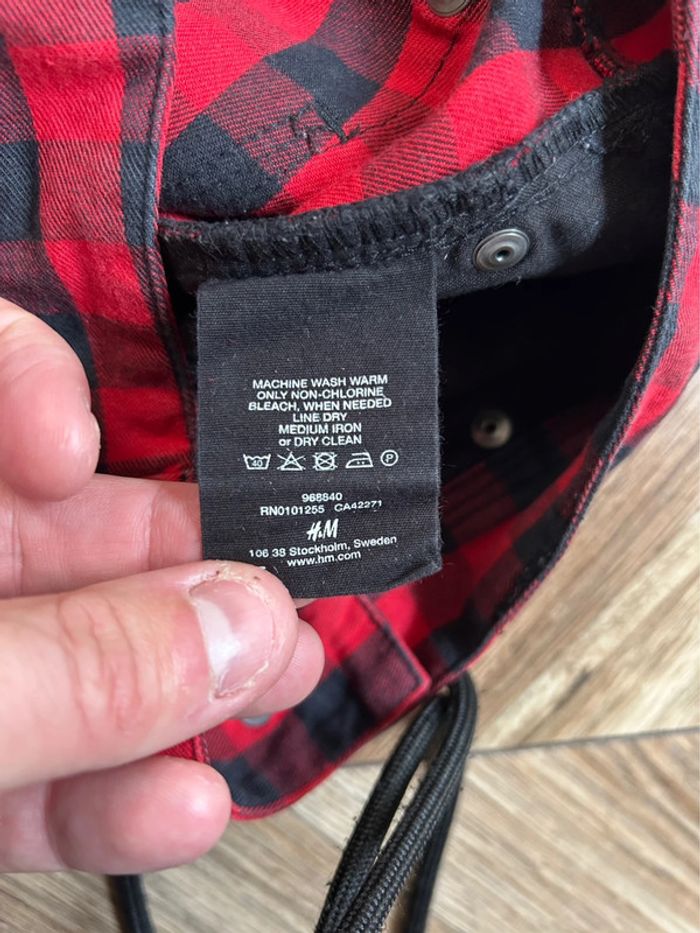 MACHINE WASH WARM
ONLY NON-CHLORINE
BLEACH, WHEN NEEDED
LINE DRY
MEDIUM IRON
or DRY CLEAN
40 P
968840
RN0101255 CA42271
H&M
106 38 Stockholm, Sweden
www.hm.com